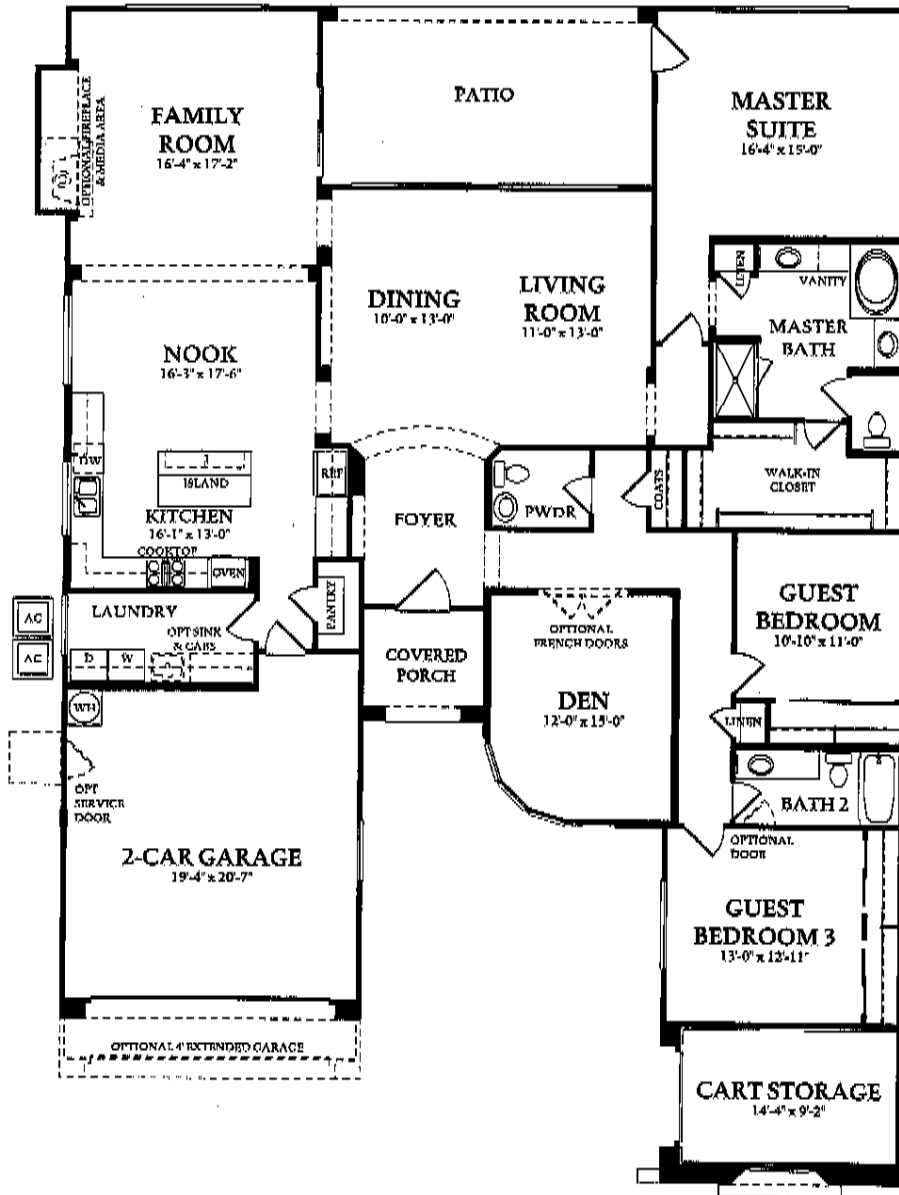 FAMILY
ROOM
16'-4" x 17'-2"
OPTIONAL FIREPLACE
& MEDIA AREA
PATIO
MASTER
SUITE
16'-4" x 15'-0"
DINING
10'-0" x 13'-0"
LIVING
ROOM
11'-0" x 13'-0"
LINEN
VANITY
MASTER
BATH
NOOK
16'-3" x 17'-6"
DW
ISLAND
REF
KITCHEN
16'-1" x 13'-0"
COOKTOP
OVEN
FOYER
PWDR
COATS
WALK-IN
CLOSET
PANTRY
LAUNDRY
OPT SINK
& CABS
D
W
AC
AC
COVERED
PORCH
OPTIONAL
FRENCH DOORS
DEN
12'-0" x 15'-0"
GUEST
BEDROOM
10'-10" x 11'-0"
LINEN
BATH 2
WH
OPT
SERVICE
DOOR
2-CAR GARAGE
19'-4" x 20'-7"
OPTIONAL
DOOR
GUEST
BEDROOM 3
13'-0" x 12'-11"
OPTIONAL 4' EXTENDED GARAGE
CART STORAGE
14'-4" x 9'-2"